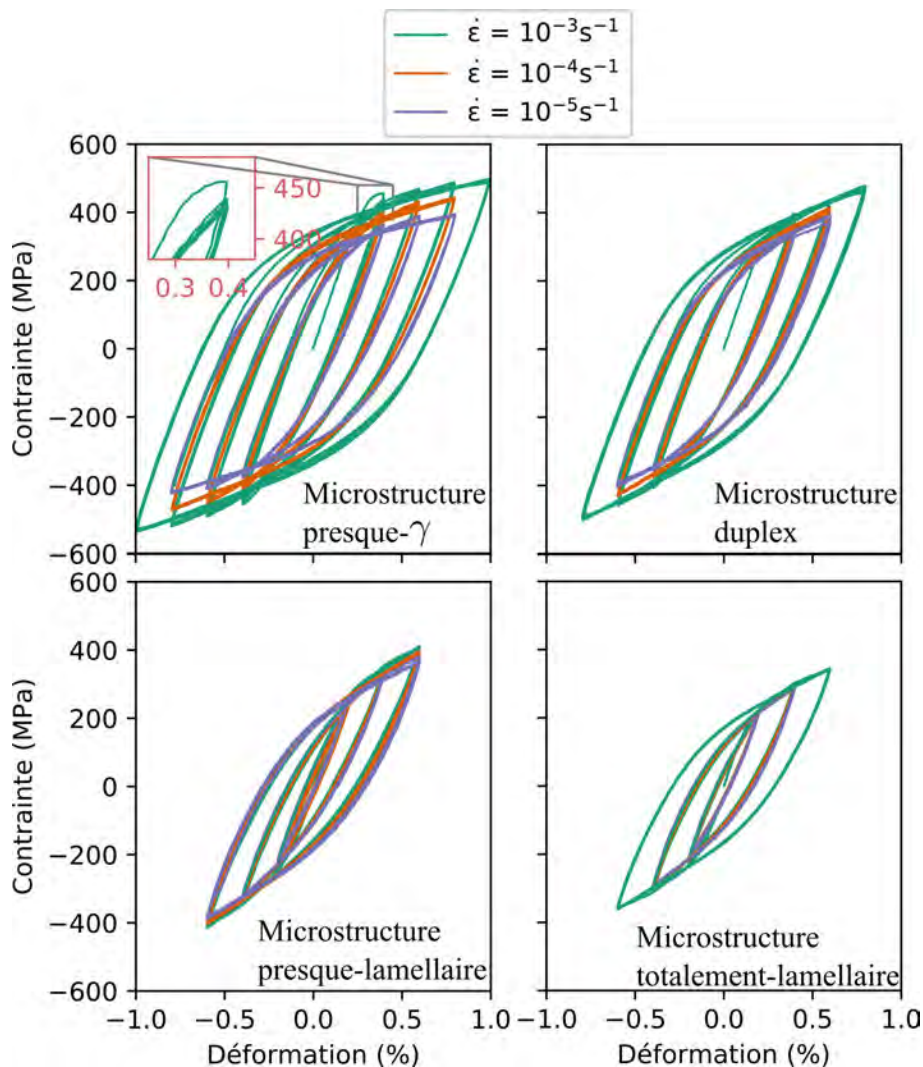 ε̇ = 10⁻³s⁻¹
ε̇ = 10⁻⁴s⁻¹
ε̇ = 10⁻⁵s⁻¹
600
400
200
0
−200
−400
−600
Contrainte (MPa)
450
400
0.3 0.4
Microstructure
presque-γ
Microstructure
duplex
600
400
200
0
−200
−400
−600
Contrainte (MPa)
Microstructure
presque-lamellaire
Microstructure
totalement-lamellaire
−1.0 −0.5 0.0 0.5 1.0
−1.0 −0.5 0.0 0.5 1.0
Déformation (%)
Déformation (%)